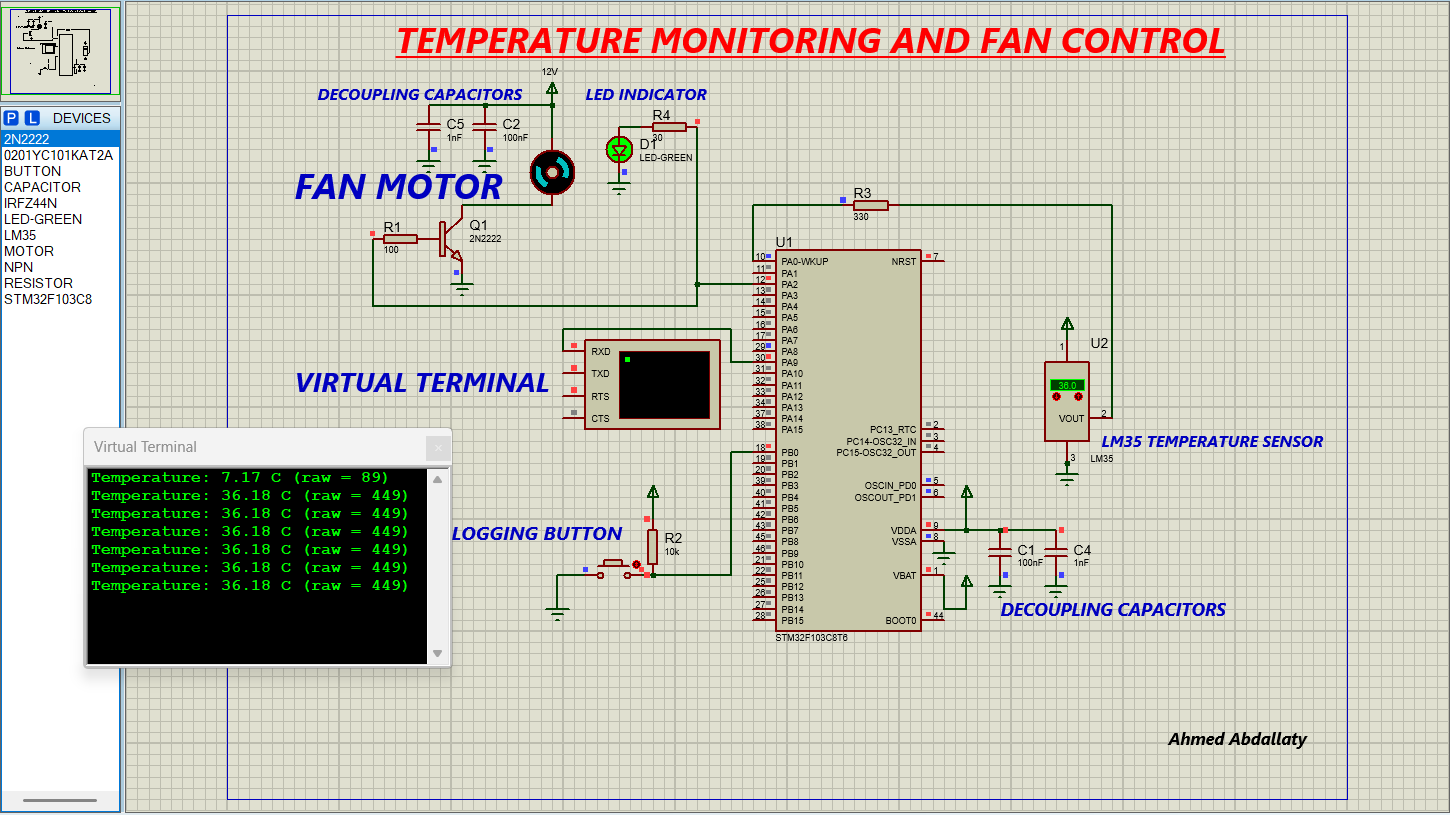 TEMPERATURE MONITORING AND FAN CONTROL
P L DEVICES
2N2222
0201YC101KAT2A
BUTTON
CAPACITOR
IRFZ44N
LED-GREEN
LM35
MOTOR
NPN
RESISTOR
STM32F103C8
12V
DECOUPLING CAPACITORS
C5
1nF
C2
100nF
LED INDICATOR
R4
30
D1
LED-GREEN
FAN MOTOR
R1
100
Q1
2N2222
R3
330
U1
10 PA0-WKUP
11 PA1
12 PA2
13 PA3
14 PA4
15 PA5
16 PA6
17 PA7
29 PA8
30 PA9
31 PA10
32 PA11
33 PA12
34 PA13
37 PA14
38 PA15
18 PB0
19 PB1
20 PB2
39 PB3
40 PB4
41 PB5
42 PB6
43 PB7
45 PB8
46 PB9
21 PB10
22 PB11
25 PB12
26 PB13
27 PB14
28 PB15
NRST 7
PC13_RTC 2
PC14-OSC32_IN 3
PC15-OSC32_OUT 4
OSCIN_PD0 5
OSCOUT_PD1 6
VDDA 9
VSSA 8
VBAT 1
BOOT0 44
STM32F103C8T6
VIRTUAL TERMINAL
RXD
TXD
RTS
CTS
U2
1
36.0
VOUT 2
3
LM35
LM35 TEMPERATURE SENSOR
Virtual Terminal
Temperature: 7.17 C (raw = 89)
Temperature: 36.18 C (raw = 449)
Temperature: 36.18 C (raw = 449)
Temperature: 36.18 C (raw = 449)
Temperature: 36.18 C (raw = 449)
Temperature: 36.18 C (raw = 449)
Temperature: 36.18 C (raw = 449)
LOGGING BUTTON
R2
10k
C1
100nF
C4
1nF
DECOUPLING CAPACITORS
Ahmed Abdallaty